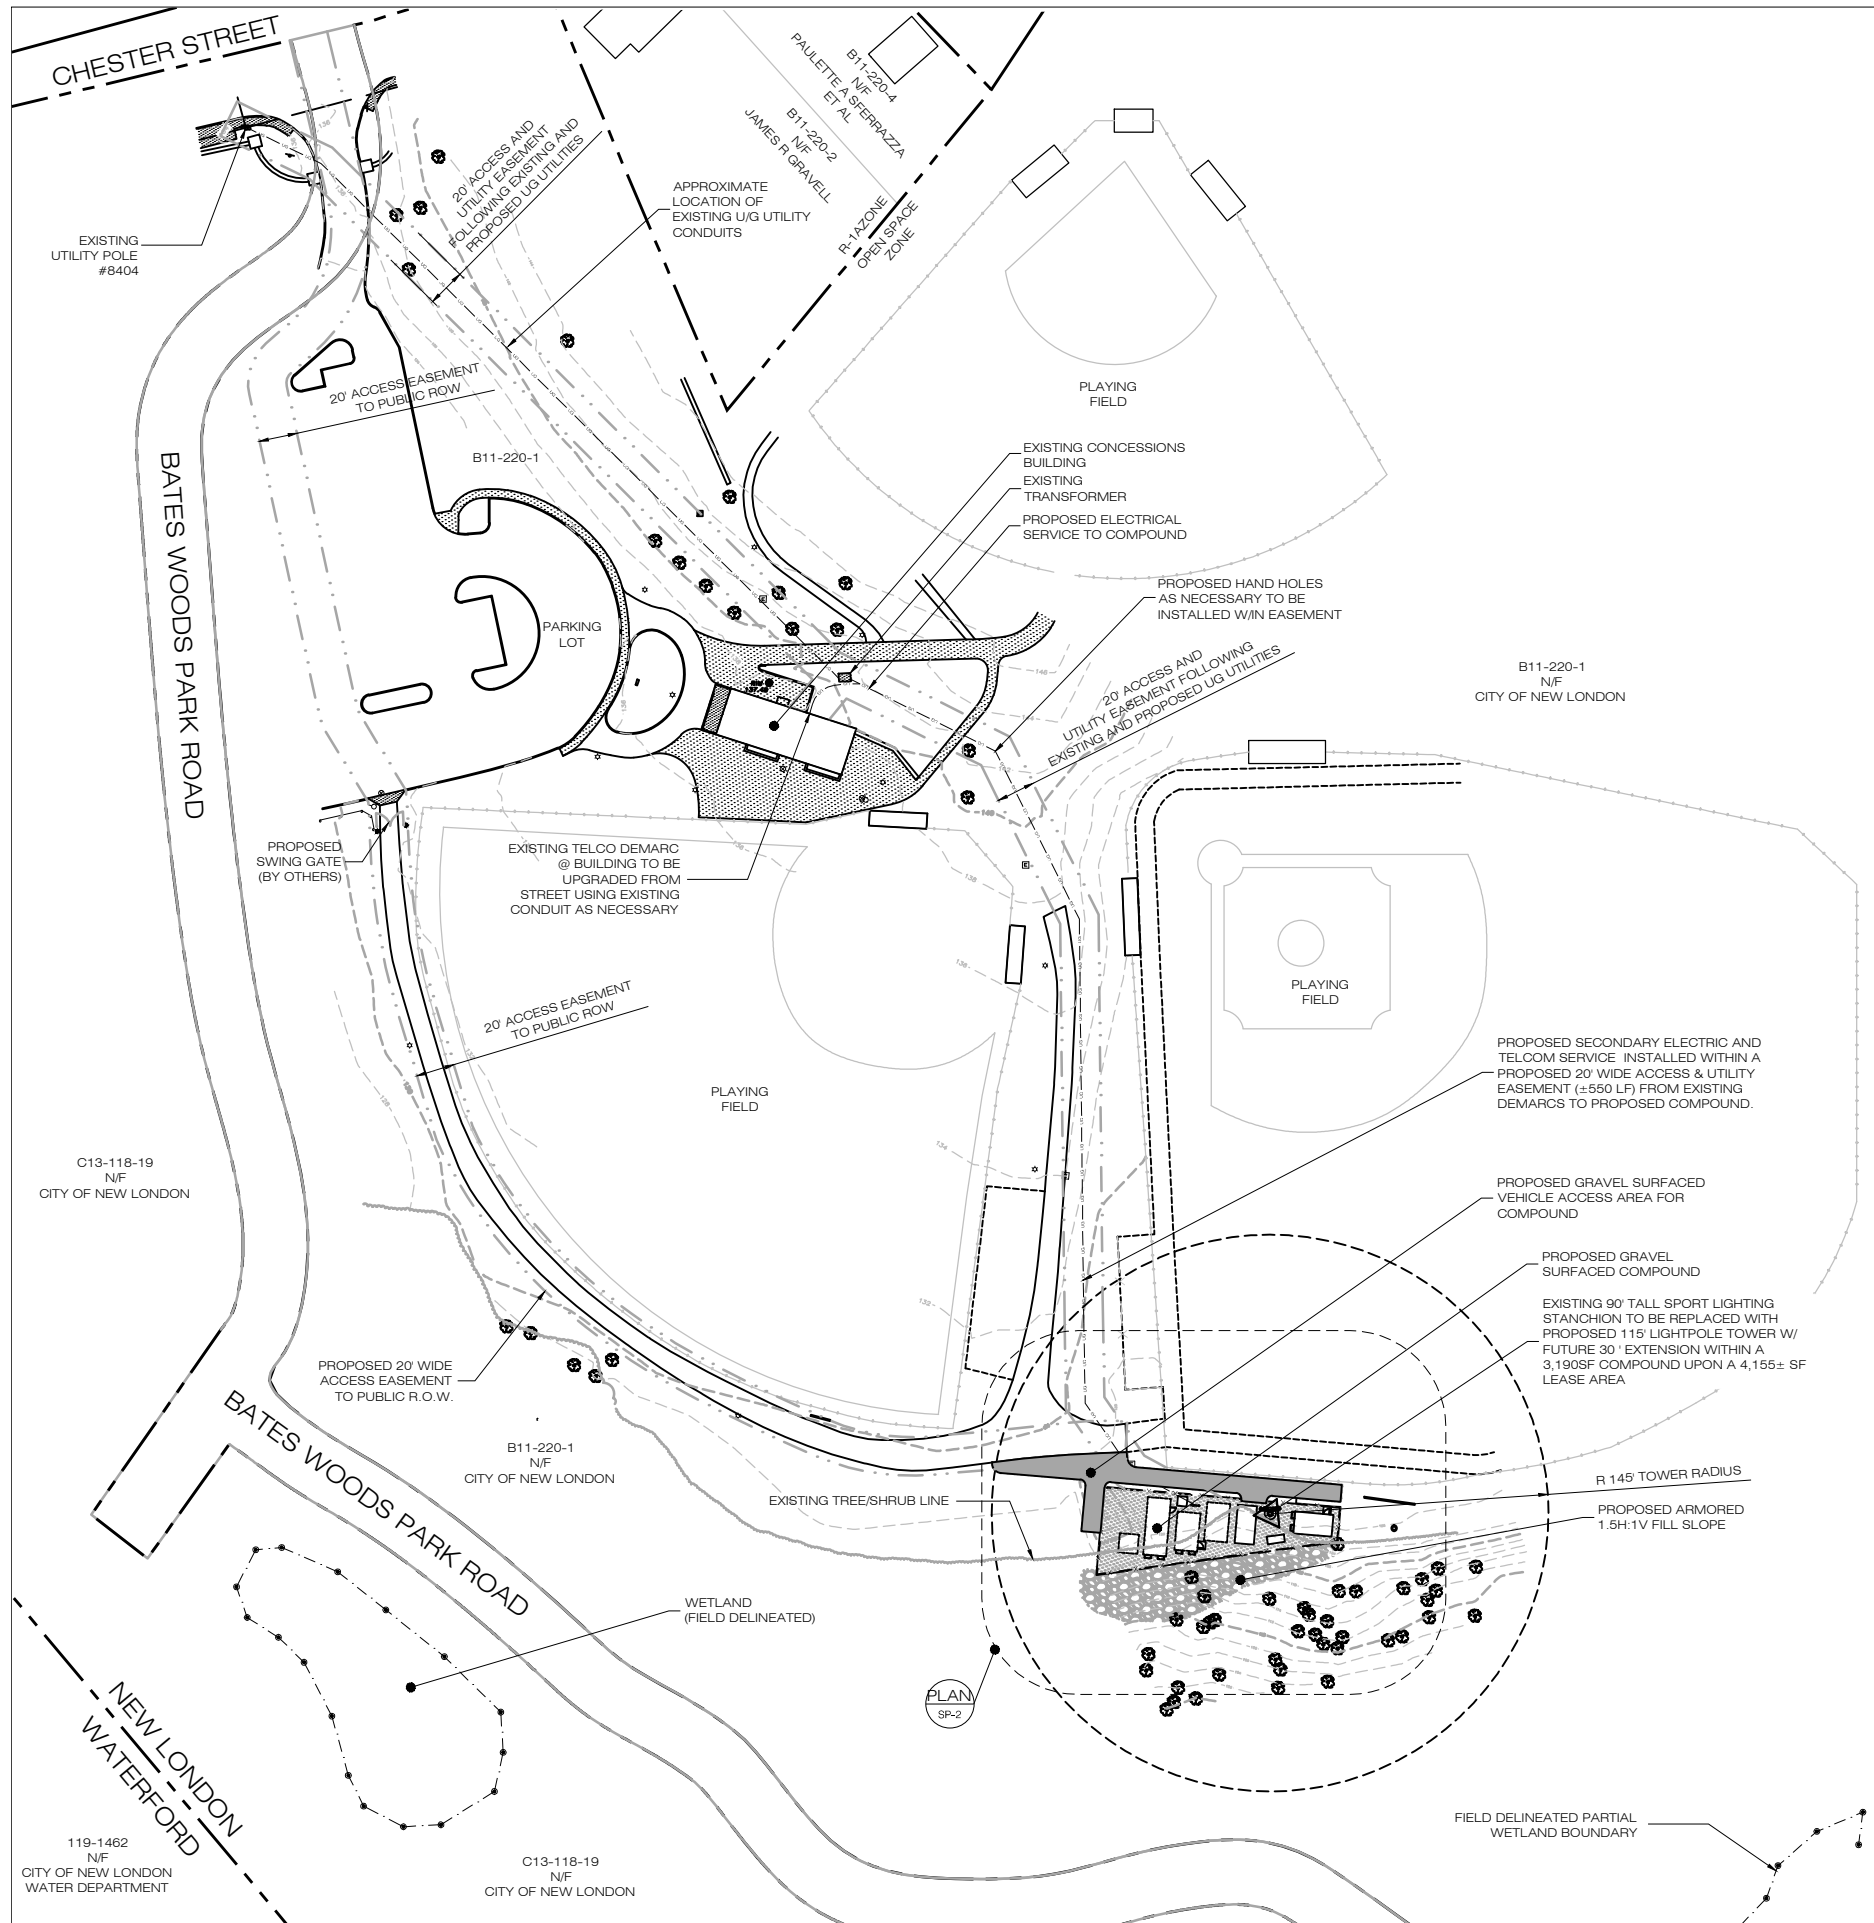 CHESTER STREET
B11-220-4
N/F
PAULETTE A SFERRAZZA
ET AL
B11-220-2
N/F
JAMES R GRAVELL
R-1AZONE
OPEN SPACE
ZONE
20' ACCESS AND
UTILITY EASEMENT
FOLLOWING EXISTING AND
PROPOSED UG UTILITIES
APPROXIMATE
LOCATION OF
EXISTING U/G UTILITY
CONDUITS
EXISTING
UTILITY POLE
#8404
20' ACCESS EASEMENT
TO PUBLIC ROW
PLAYING
FIELD
B11-220-1
EXISTING CONCESSIONS
BUILDING
EXISTING
TRANSFORMER
PROPOSED ELECTRICAL
SERVICE TO COMPOUND
PROPOSED HAND HOLES
AS NECESSARY TO BE
INSTALLED W/IN EASEMENT
BATES WOODS PARK ROAD
PARKING
LOT
20' ACCESS AND
UTILITY EASEMENT FOLLOWING
EXISTING AND PROPOSED UG UTILITIES
B11-220-1
N/F
CITY OF NEW LONDON
PROPOSED
SWING GATE
(BY OTHERS)
EXISTING TELCO DEMARC
@ BUILDING TO BE
UPGRADED FROM
STREET USING EXISTING
CONDUIT AS NECESSARY
PLAYING
FIELD
20' ACCESS EASEMENT
TO PUBLIC ROW
PLAYING
FIELD
PROPOSED SECONDARY ELECTRIC AND
TELCOM SERVICE INSTALLED WITHIN A
PROPOSED 20' WIDE ACCESS & UTILITY
EASEMENT (±550 LF) FROM EXISTING
DEMARCS TO PROPOSED COMPOUND.
C13-118-19
N/F
CITY OF NEW LONDON
PROPOSED GRAVEL SURFACED
VEHICLE ACCESS AREA FOR
COMPOUND
PROPOSED GRAVEL
SURFACED COMPOUND
EXISTING 90' TALL SPORT LIGHTING
STANCHION TO BE REPLACED WITH
PROPOSED 115' LIGHTPOLE TOWER W/
FUTURE 30 ' EXTENSION WITHIN A
3,190SF COMPOUND UPON A 4,155± SF
LEASE AREA
PROPOSED 20' WIDE
ACCESS EASEMENT
TO PUBLIC R.O.W.
BATES WOODS PARK ROAD
B11-220-1
N/F
CITY OF NEW LONDON
R 145' TOWER RADIUS
EXISTING TREE/SHRUB LINE
PROPOSED ARMORED
1.5H:1V FILL SLOPE
WETLAND
(FIELD DELINEATED)
PLAN
SP-2
NEW LONDON
WATERFORD
FIELD DELINEATED PARTIAL
WETLAND BOUNDARY
119-1462
N/F
CITY OF NEW LONDON
WATER DEPARTMENT
C13-118-19
N/F
CITY OF NEW LONDON